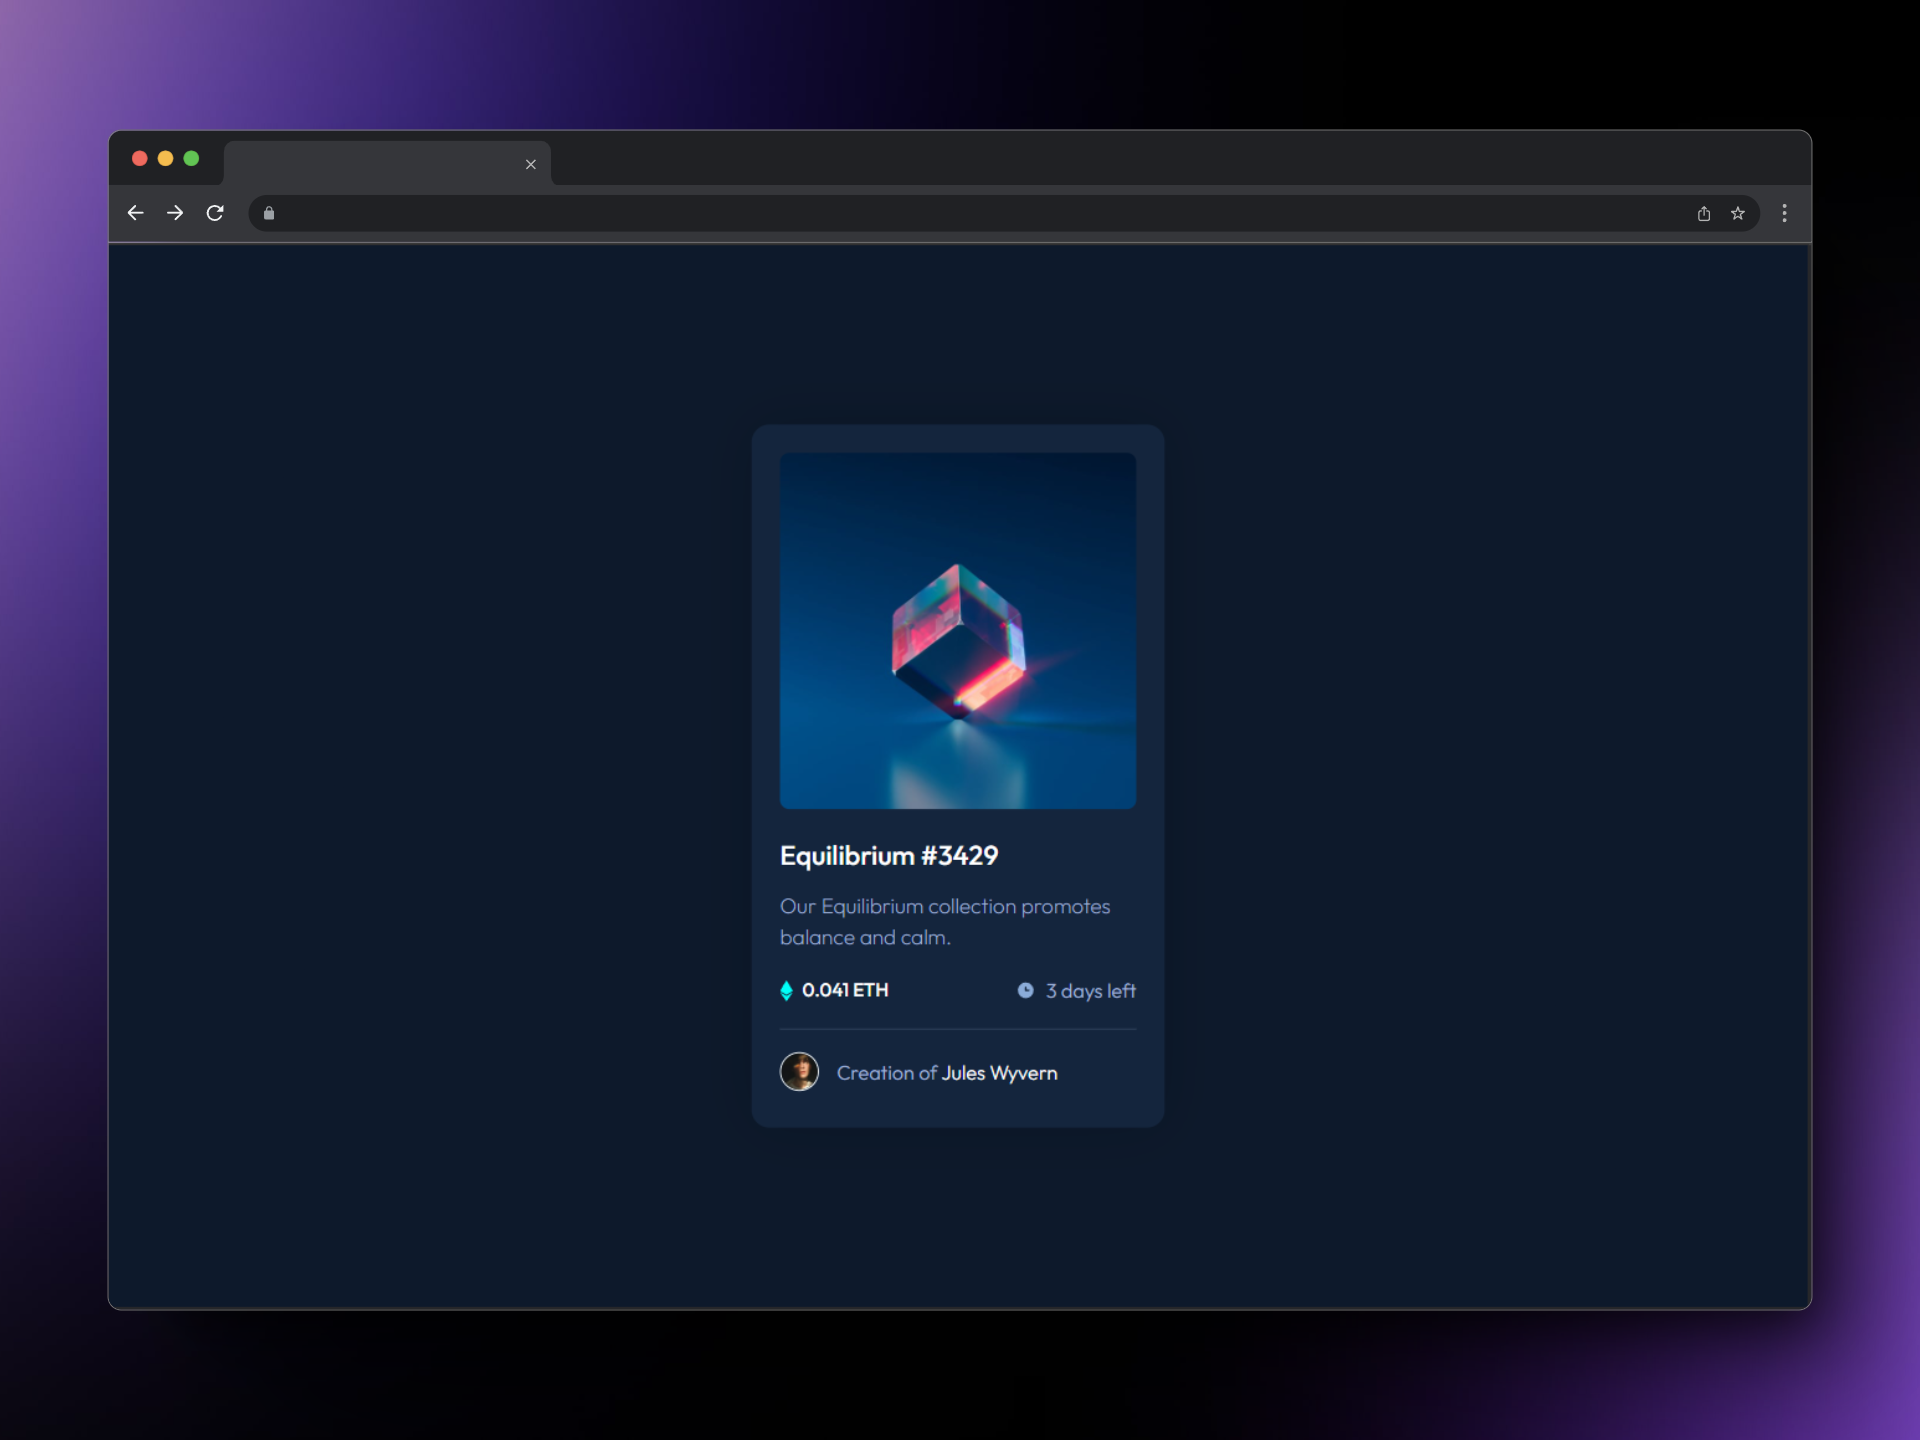 Equilibrium #3429
Our Equilibrium collection promotes
balance and calm.
0.041 ETH
3 days left
Creation of Jules Wyvern